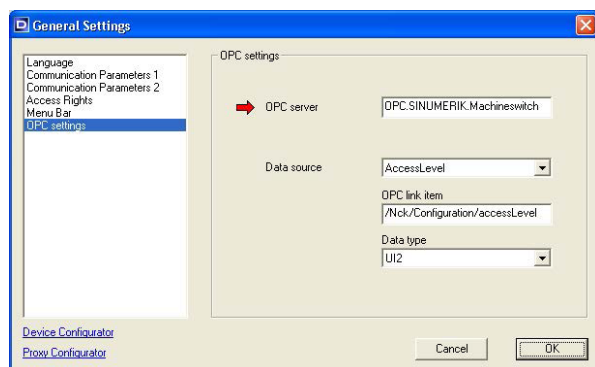 General Settings
Language
Communication Parameters 1
Communication Parameters 2
Access Rights
Menu Bar
OPC settings
OPC settings
OPC server
OPC.SINUMERIK.Machineswitch
Data source
AccessLevel
OPC link item
/Nck/Configuration/accessLevel
Data type
UI2
Device Configurator
Proxy Configurator
Cancel
OK